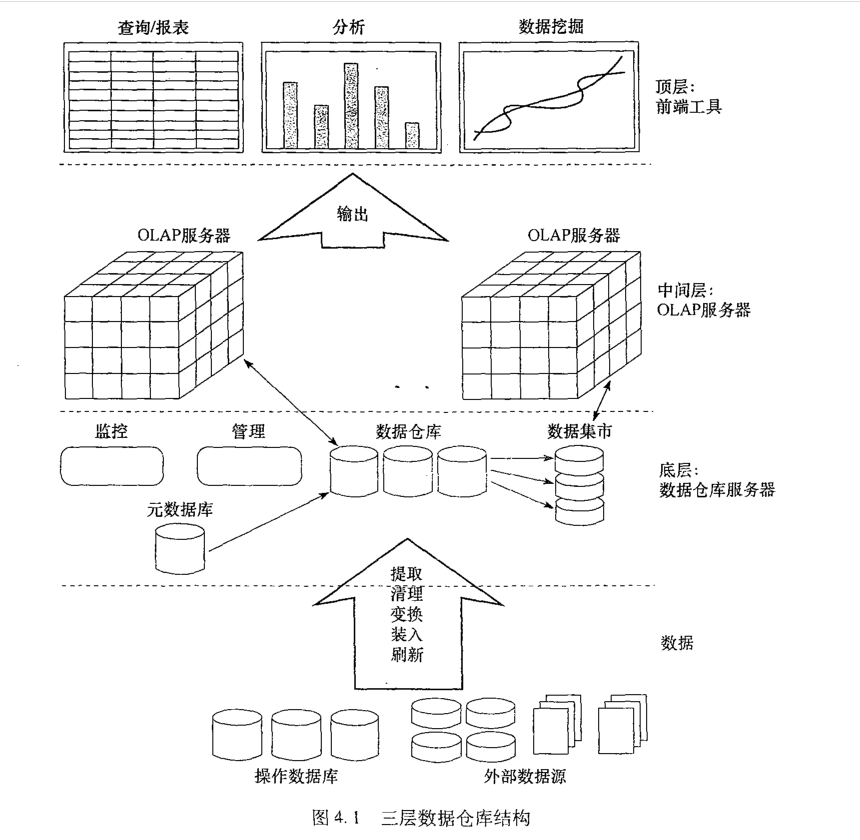 查询/报表
分析
数据挖掘
顶层：
前端工具
输出
OLAP服务器
OLAP服务器
中间层：
OLAP服务器
监控
管理
数据仓库
数据集市
底层：
数据仓库服务器
元数据库
提取
清理
变换
装入
刷新
数据
操作数据库
外部数据源
图 4.1 三层数据仓库结构